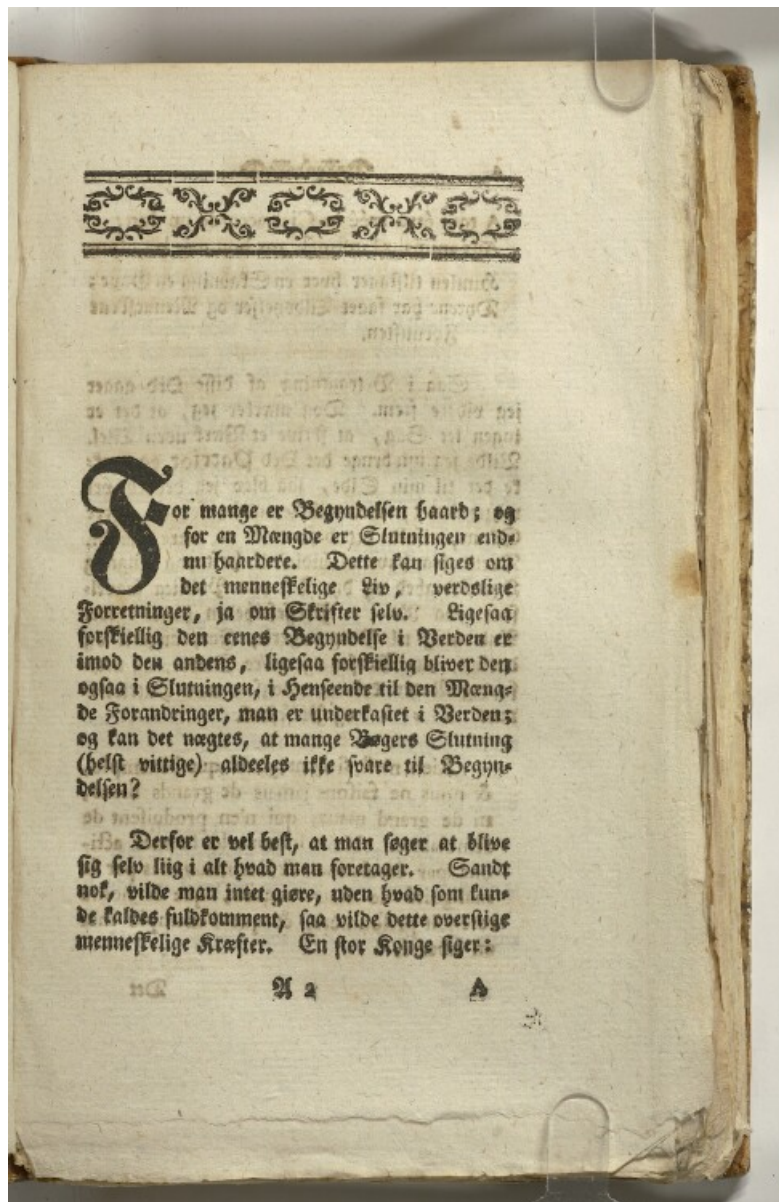 For mange er Begyndelsen haard; og
for en Mængde er Slutningen end-
nu haardere. Dette kan siges om
det menneskelige Liv, verdslige
Forretninger, ja om Skrifter selv. Ligesaa
forskiellig den eenes Begyndelse i Verden er
imod den andens, ligesaa forskiellig bliver den
ogsaa i Slutningen, i Henseende til den Mæng-
de Forandringer, man er underkastet i Verden;
og kan det nægtes, at mange Bøgers Slutning
(helst vittige) aldeeles ikke svare til Begyn-
delsen?
Derfor er vel best, at man søger at blive
sig selv liig i alt hvad man foretager. Sandt
nok, vilde man intet giøre, uden hvad som kun-
de kaldes fuldkomment, saa vilde dette overstige
menneskelige Kræfter. En stor Konge siger:
A 2 A